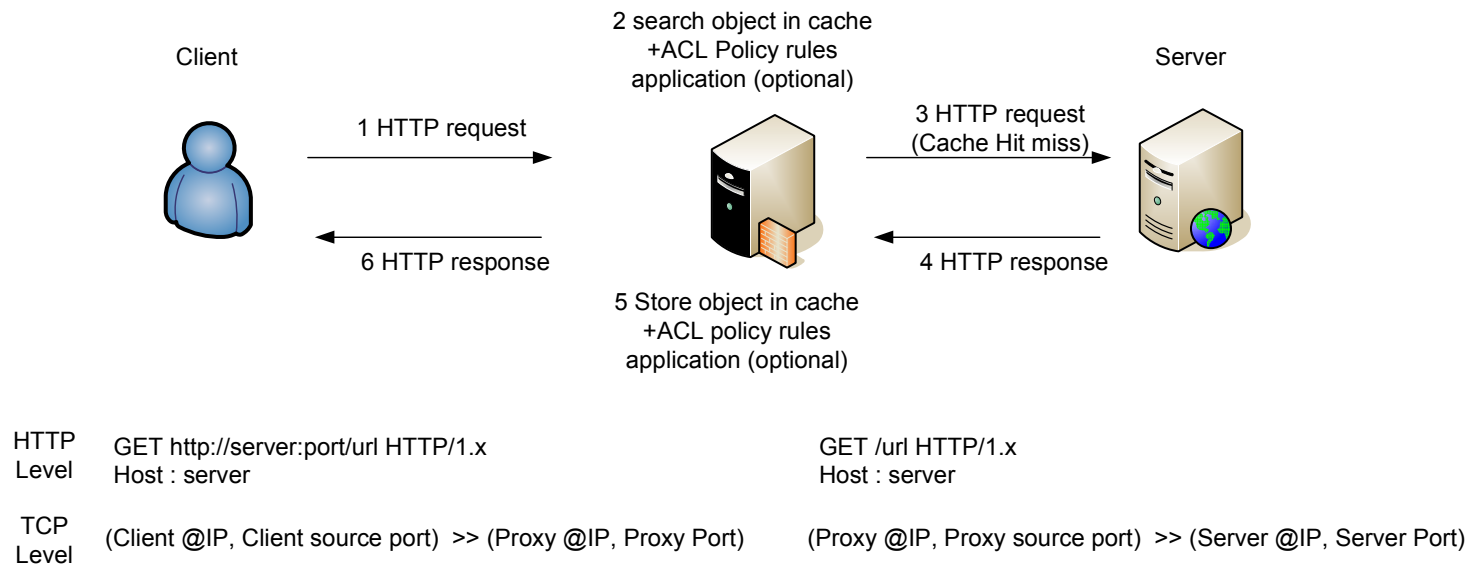 2 search object in cache
+ACL Policy rules
application (optional)
Client
Server
1 HTTP request
3 HTTP request
(Cache Hit miss)
6 HTTP response
4 HTTP response
5 Store object in cache
+ACL policy rules
application (optional)
HTTP
Level
GET http://server:port/url HTTP/1.x
Host : server
GET /url HTTP/1.x
Host : server
TCP
Level
(Client @IP, Client source port)  >> (Proxy @IP, Proxy Port)
(Proxy @IP, Proxy source port)  >> (Server @IP, Server Port)